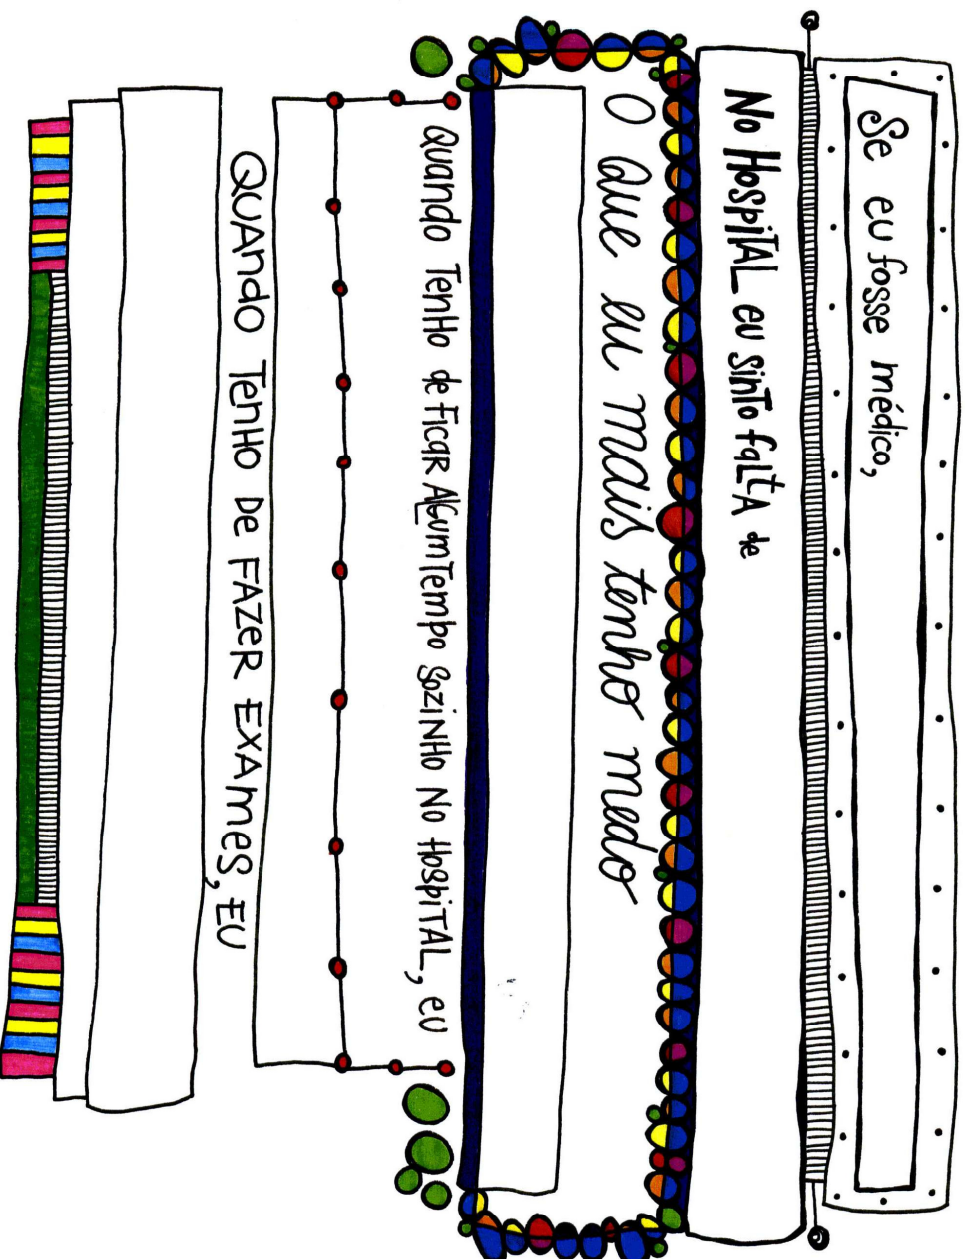 Se eu fosse médico,
No HospiTAL eu sinto faLtA de
O que eu mais tenho medo
QUANDO TenHo de FicAR ALGum Tempo SoziNHo No HospiTAL, eu
QUANDO TenHO De FAZER EXAmeS, EU